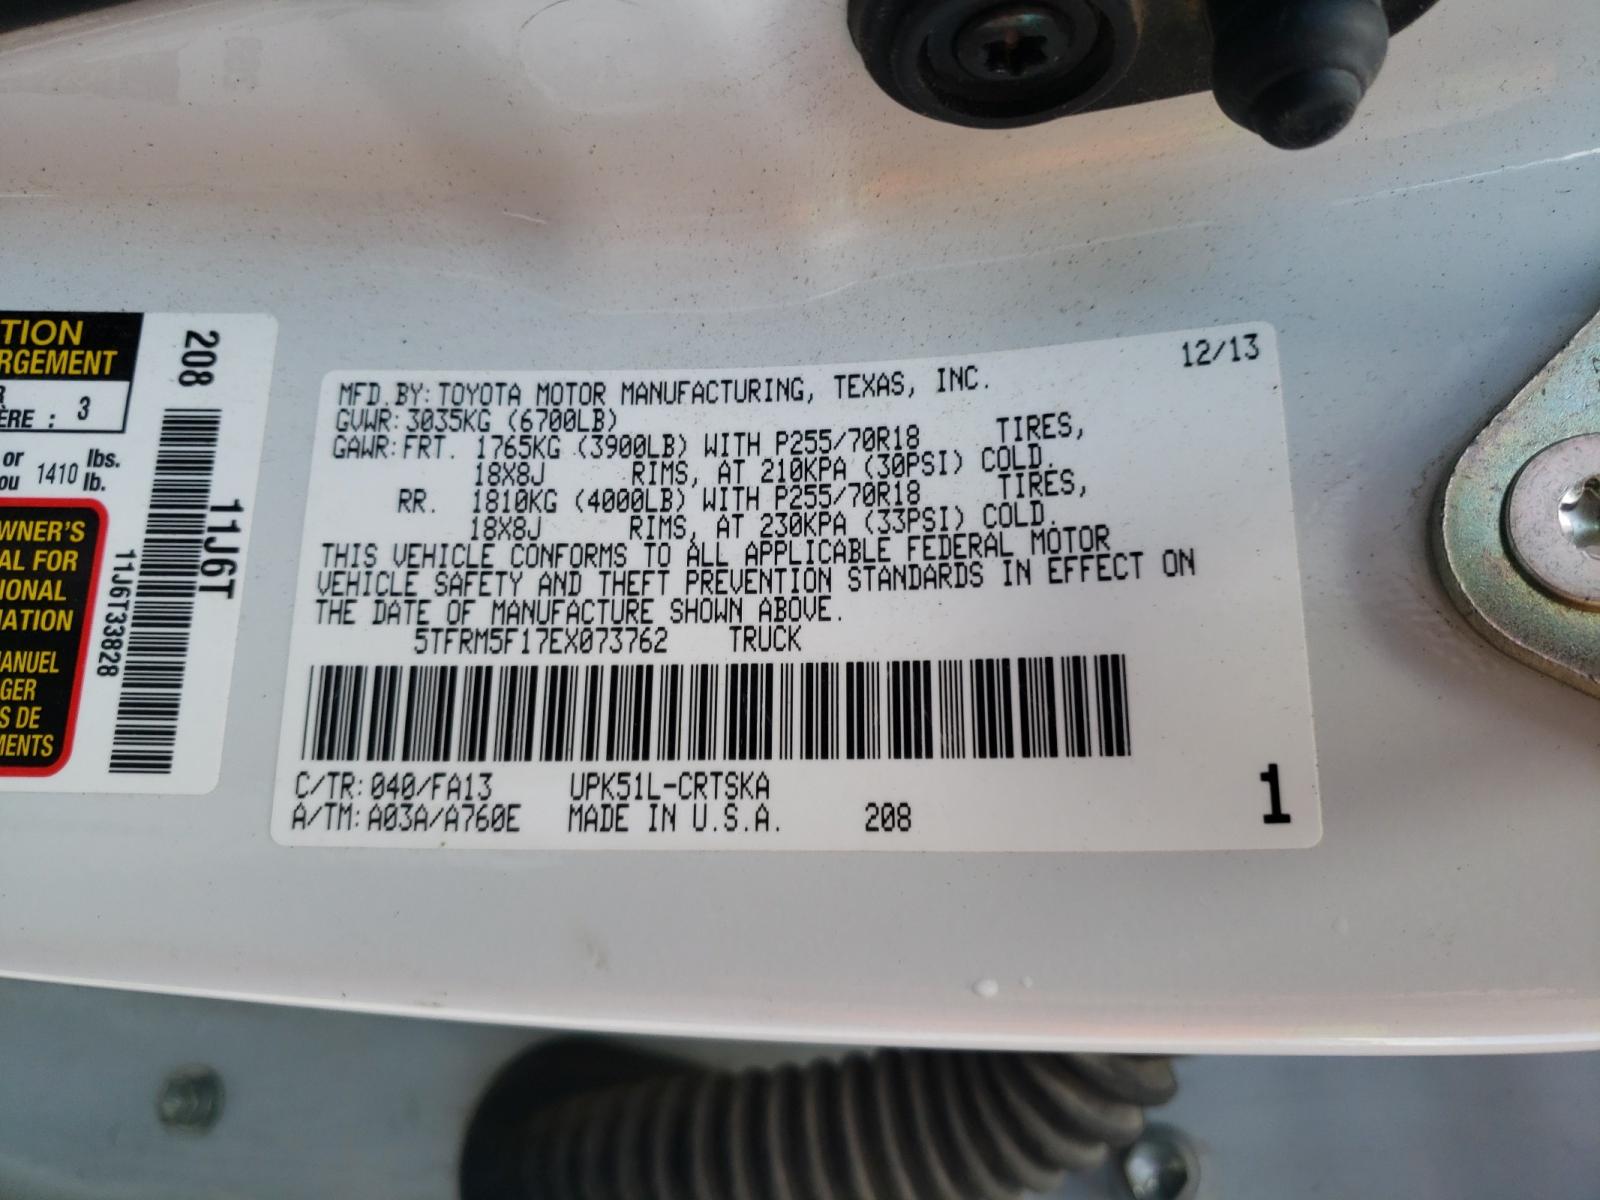 TION
RGEMENT
R
ÈRE : 3
or
ou 1410 lbs.
lb.
WNER'S
AL FOR
IONAL
MATION
MANUEL
GER
S DE
MENTS
208
11J6T
11J6T33828
12/13
MFD.BY:TOYOTA MOTOR MANUFACTURING, TEXAS, INC.
GVWR:3035KG (6700LB)
GAWR:FRT. 1765KG (3900LB) WITH P255/70R18 TIRES,
18X8J RIMS, AT 210KPA (30PSI) COLD.
RR. 1810KG (4000LB) WITH P255/70R18 TIRES,
18X8J RIMS, AT 230KPA (33PSI) COLD.
THIS VEHICLE CONFORMS TO ALL APPLICABLE FEDERAL MOTOR
VEHICLE SAFETY AND THEFT PREVENTION STANDARDS IN EFFECT ON
THE DATE OF MANUFACTURE SHOWN ABOVE.
5TFRM5F17EX073762 TRUCK
C/TR:040/FA13 UPK51L-CRTSKA
A/TM:A03A/A760E MADE IN U.S.A. 208
1